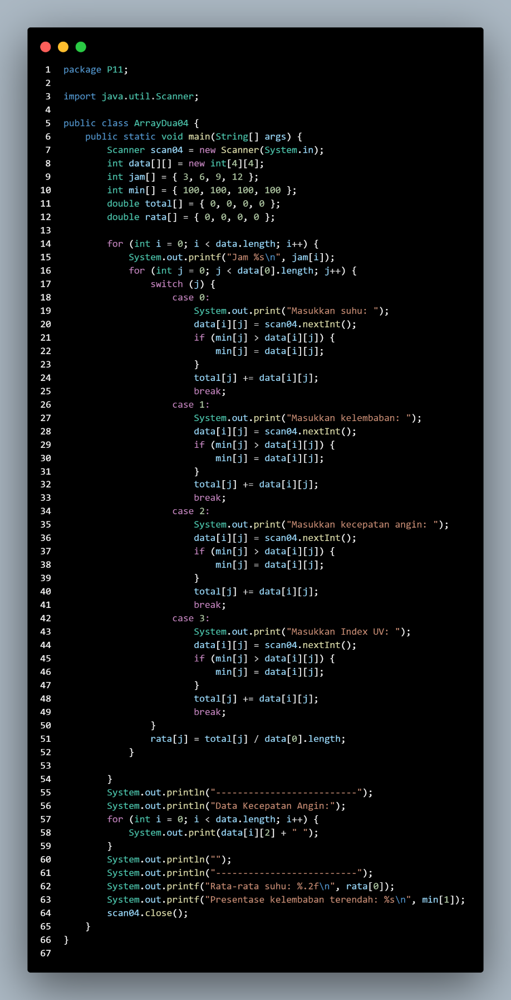 1 package P11;
2
3 import java.util.Scanner;
4
5 public class ArrayDua04 {
6     public static void main(String[] args) {
7         Scanner scan04 = new Scanner(System.in);
8         int data[][] = new int[4][4];
9         int jam[] = { 3, 6, 9, 12 };
10         int min[] = { 100, 100, 100, 100 };
11         double total[] = { 0, 0, 0, 0 };
12         double rata[] = { 0, 0, 0, 0 };
13
14         for (int i = 0; i < data.length; i++) {
15             System.out.printf("Jam %s\n", jam[i]);
16             for (int j = 0; j < data[0].length; j++) {
17                 switch (j) {
18                     case 0:
19                         System.out.print("Masukkan suhu: ");
20                         data[i][j] = scan04.nextInt();
21                         if (min[j] > data[i][j]) {
22                             min[j] = data[i][j];
23                         }
24                         total[j] += data[i][j];
25                         break;
26                     case 1:
27                         System.out.print("Masukkan kelembaban: ");
28                         data[i][j] = scan04.nextInt();
29                         if (min[j] > data[i][j]) {
30                             min[j] = data[i][j];
31                         }
32                         total[j] += data[i][j];
33                         break;
34                     case 2:
35                         System.out.print("Masukkan kecepatan angin: ");
36                         data[i][j] = scan04.nextInt();
37                         if (min[j] > data[i][j]) {
38                             min[j] = data[i][j];
39                         }
40                         total[j] += data[i][j];
41                         break;
42                     case 3:
43                         System.out.print("Masukkan Index UV: ");
44                         data[i][j] = scan04.nextInt();
45                         if (min[j] > data[i][j]) {
46                             min[j] = data[i][j];
47                         }
48                         total[j] += data[i][j];
49                         break;
50                 }
51                 rata[j] = total[j] / data[0].length;
52             }
53
54         }
55         System.out.println("--------------------------");
56         System.out.println("Data Kecepatan Angin:");
57         for (int i = 0; i < data.length; i++) {
58             System.out.print(data[i][2] + " ");
59         }
60         System.out.println("");
61         System.out.println("--------------------------");
62         System.out.printf("Rata-rata suhu: %.2f\n", rata[0]);
63         System.out.printf("Presentase kelembaban terendah: %s\n", min[1]);
64         scan04.close();
65     }
66 }
67